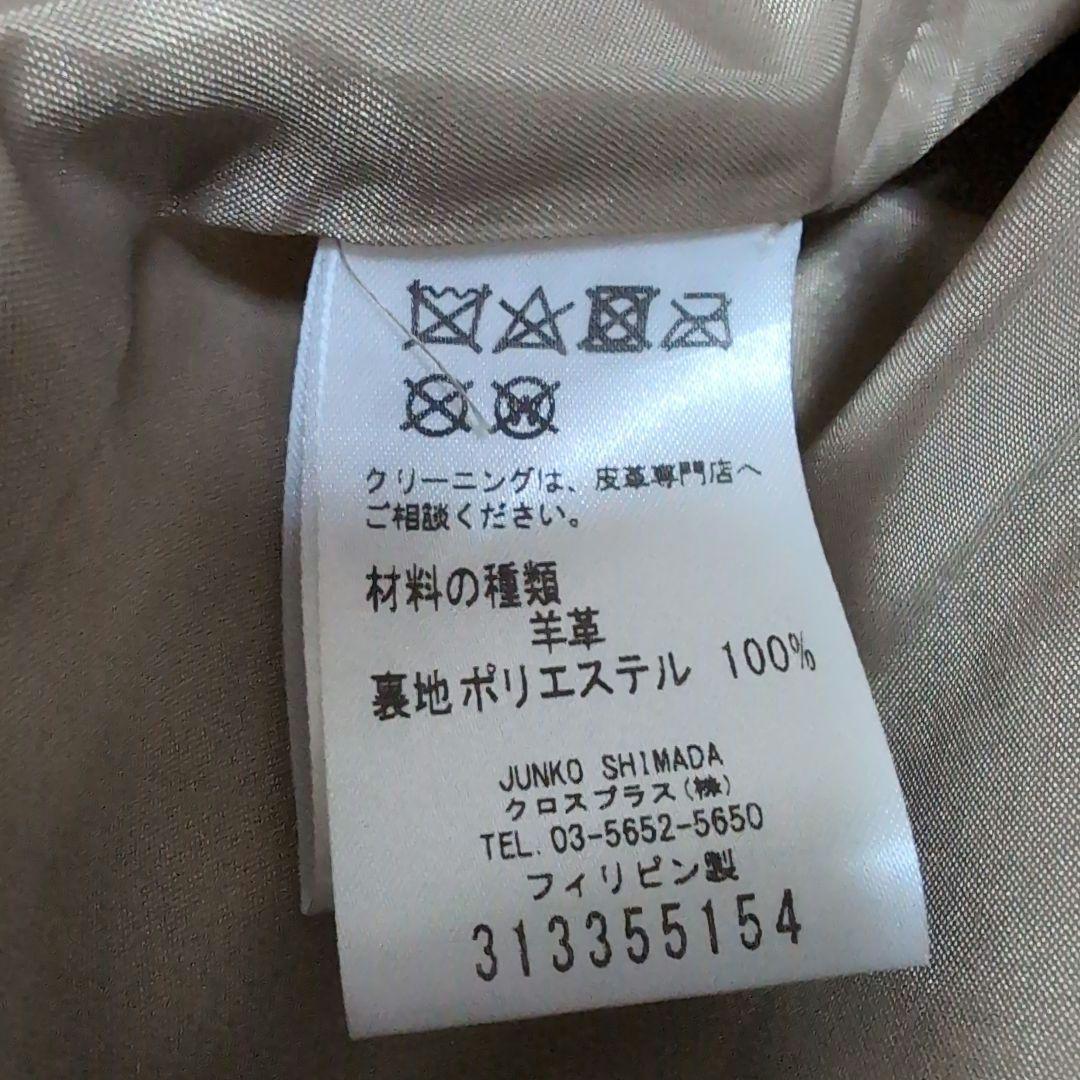 クリーニングは、皮革専門店へ
ご相談ください。
材料の種類
羊革
裏地ポリエステル 100%
JUNKO SHIMADA
クロスプラス(株)
TEL. 03-5652-5650
フィリピン製
313355154